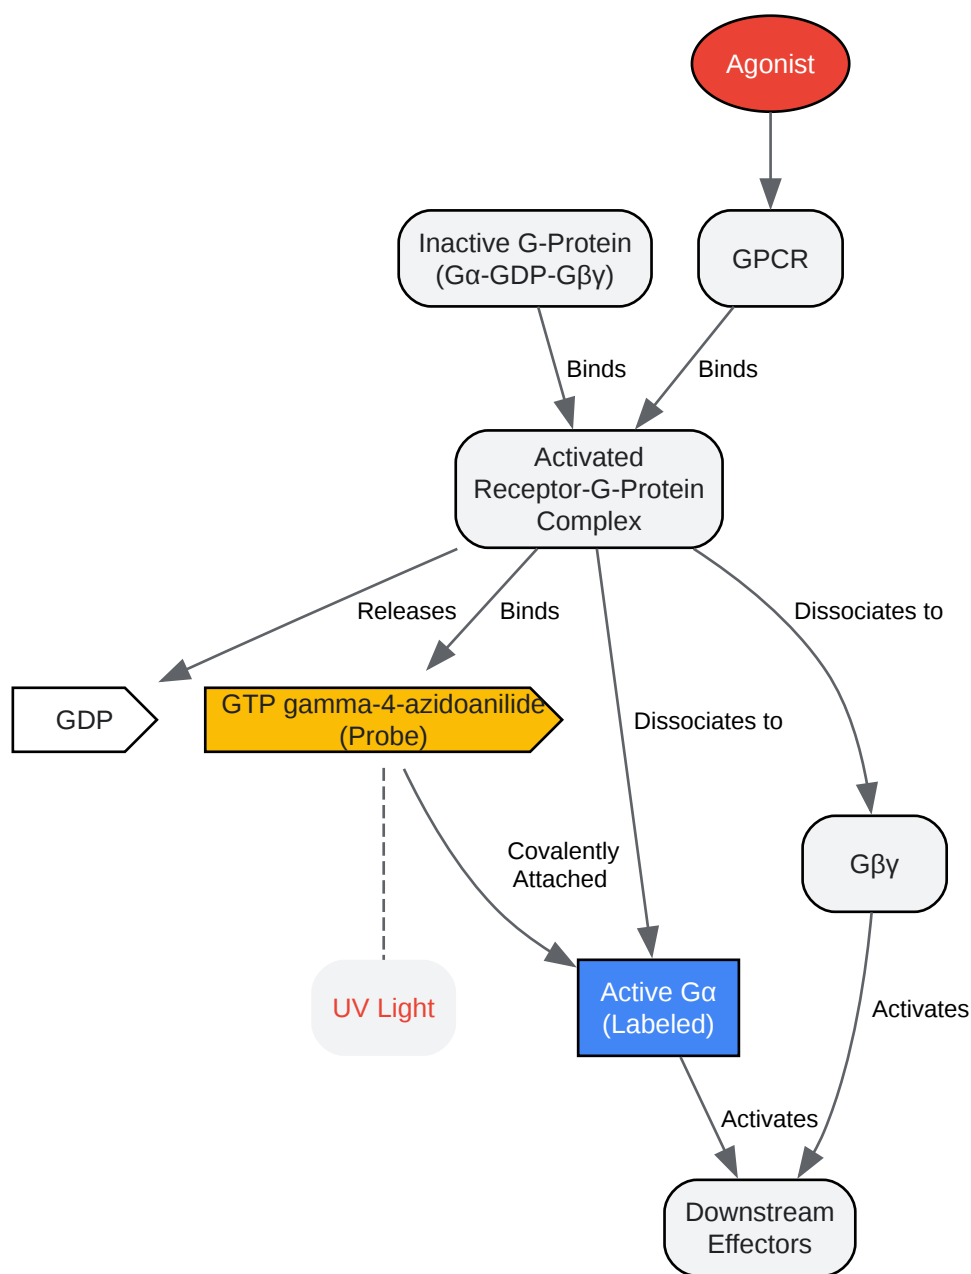 Agonist
Inactive G-Protein
(Gα-GDP-Gβγ)
GPCR
Binds
Binds
Activated
Receptor-G-Protein
Complex
Releases
Binds
Dissociates to
GDP
GTP gamma-4-azidoanilide
(Probe)
Dissociates to
Covalently
Attached
Gβγ
UV Light
Active Gα
(Labeled)
Activates
Activates
Downstream
Effectors